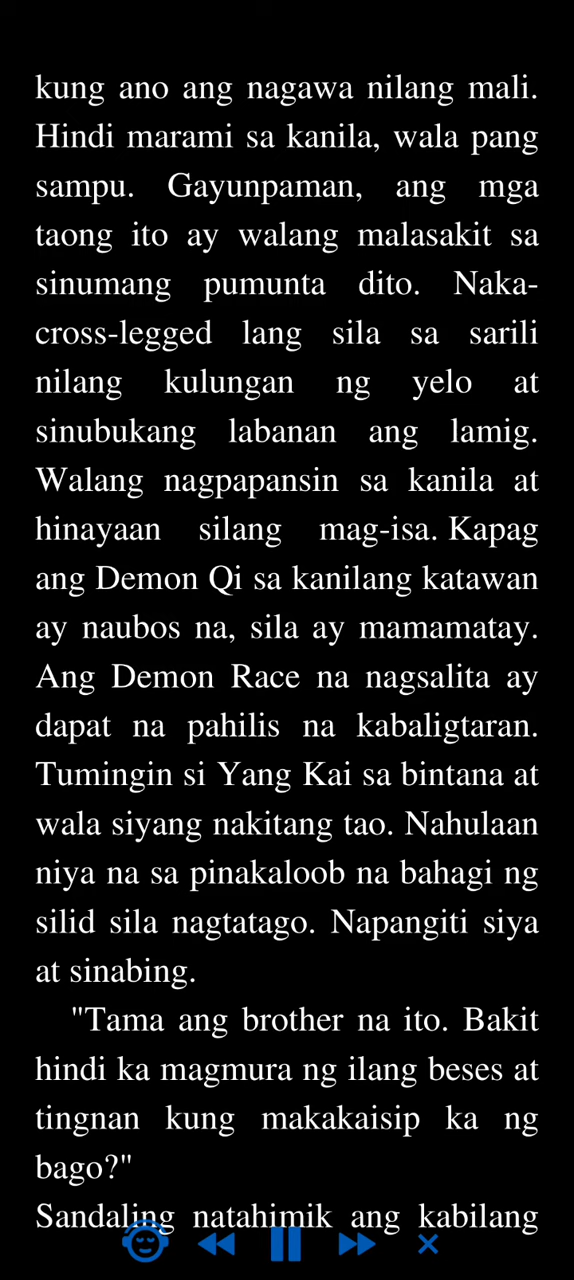 kung ano ang nagawa nilang mali.
Hindi marami sa kanila, wala pang
sampu. Gayunpaman, ang mga
taong ito ay walang malasakit sa
sinumang pumunta dito. Naka-
cross-legged lang sila sa sarili
nilang kulungan ng yelo at
sinubukang labanan ang lamig.
Walang nagpapansin sa kanila at
hinayaan silang mag-isa. Kapag
ang Demon Qi sa kanilang katawan
ay naubos na, sila ay mamamatay.
Ang Demon Race na nagsalita ay
dapat na pahilis na kabaligtaran.
Tumingin si Yang Kai sa bintana at
wala siyang nakitang tao. Nahulaan
niya na sa pinakaloob na bahagi ng
silid sila nagtatago. Napangiti siya
at sinabing.
"Tama ang brother na ito. Bakit
hindi ka magmura ng ilang beses at
tingnan kung makakaisip ka ng
bago?"
Sandaling natahimik ang kabilang